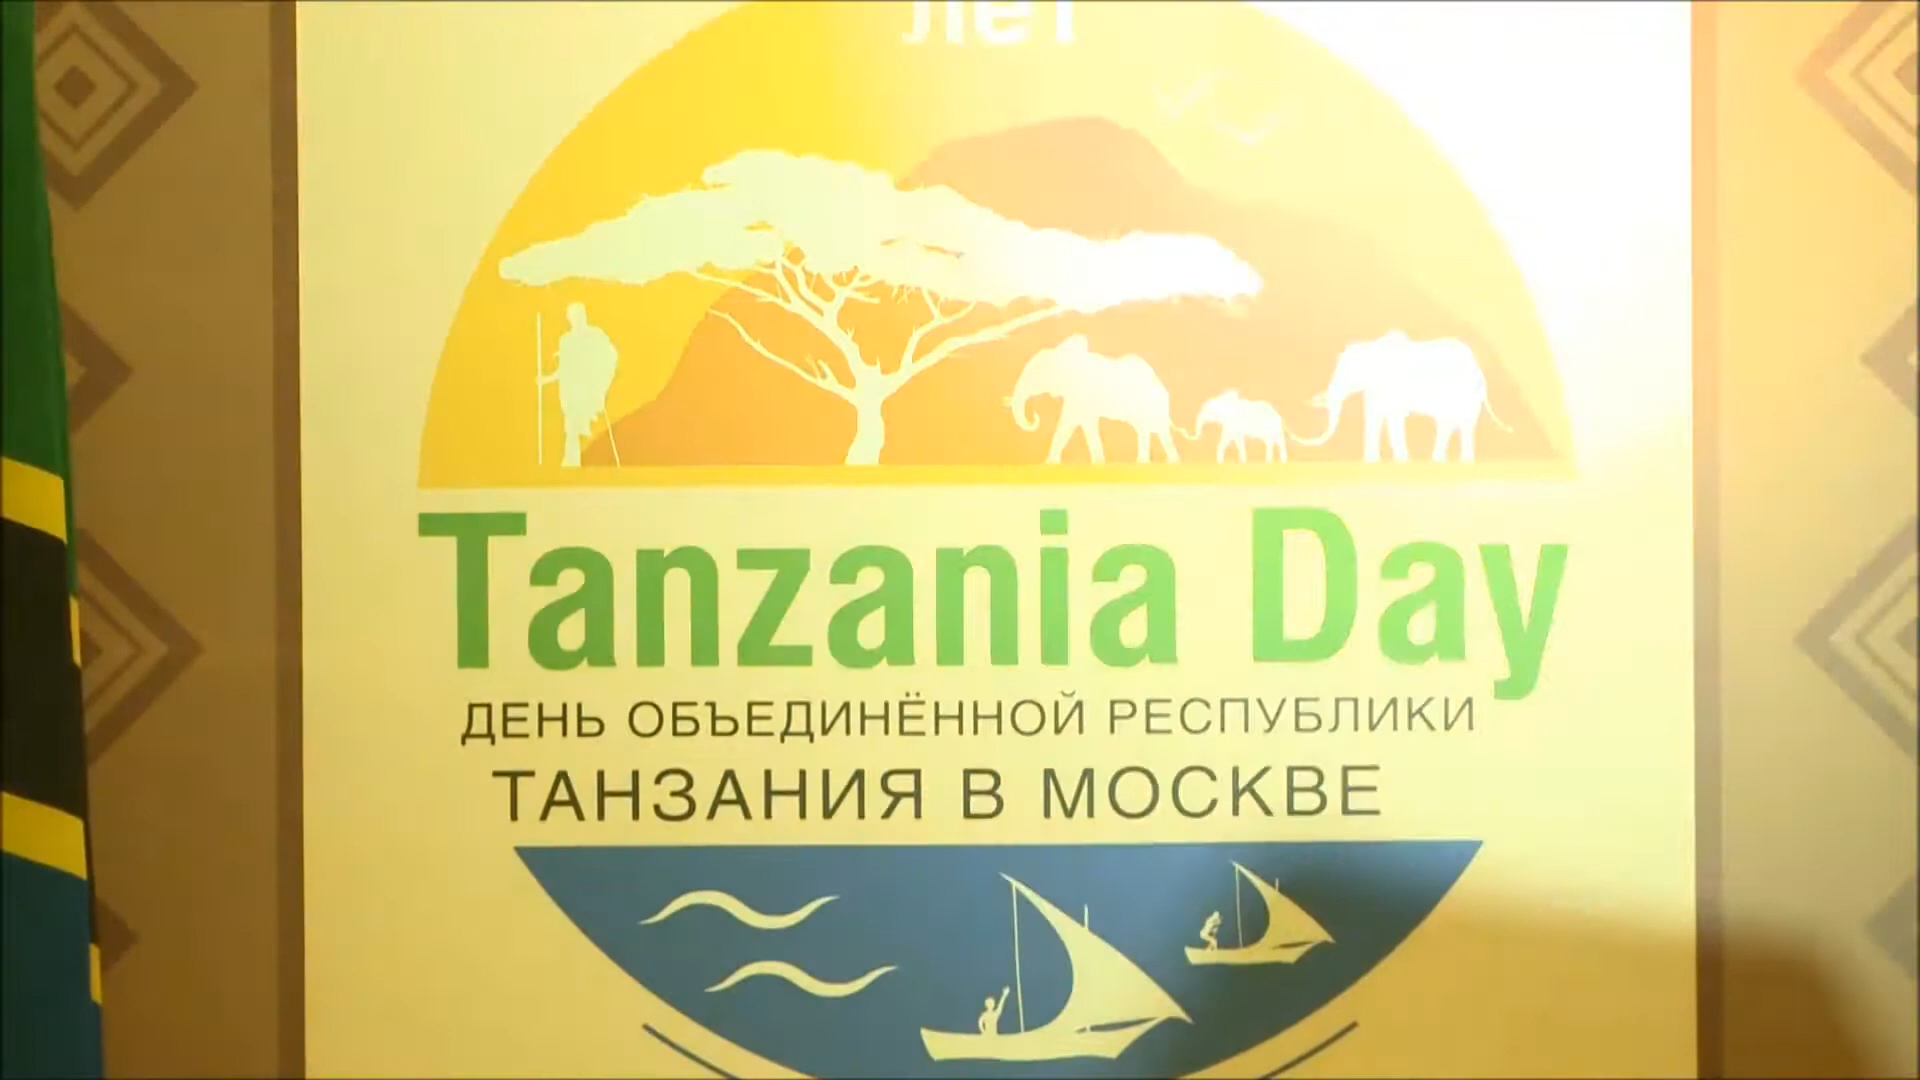 лет
Tanzania Day
ДЕНЬ ОБЪЕДИНЁННОЙ РЕСПУБЛИКИ
ТАНЗАНИЯ В МОСКВЕ